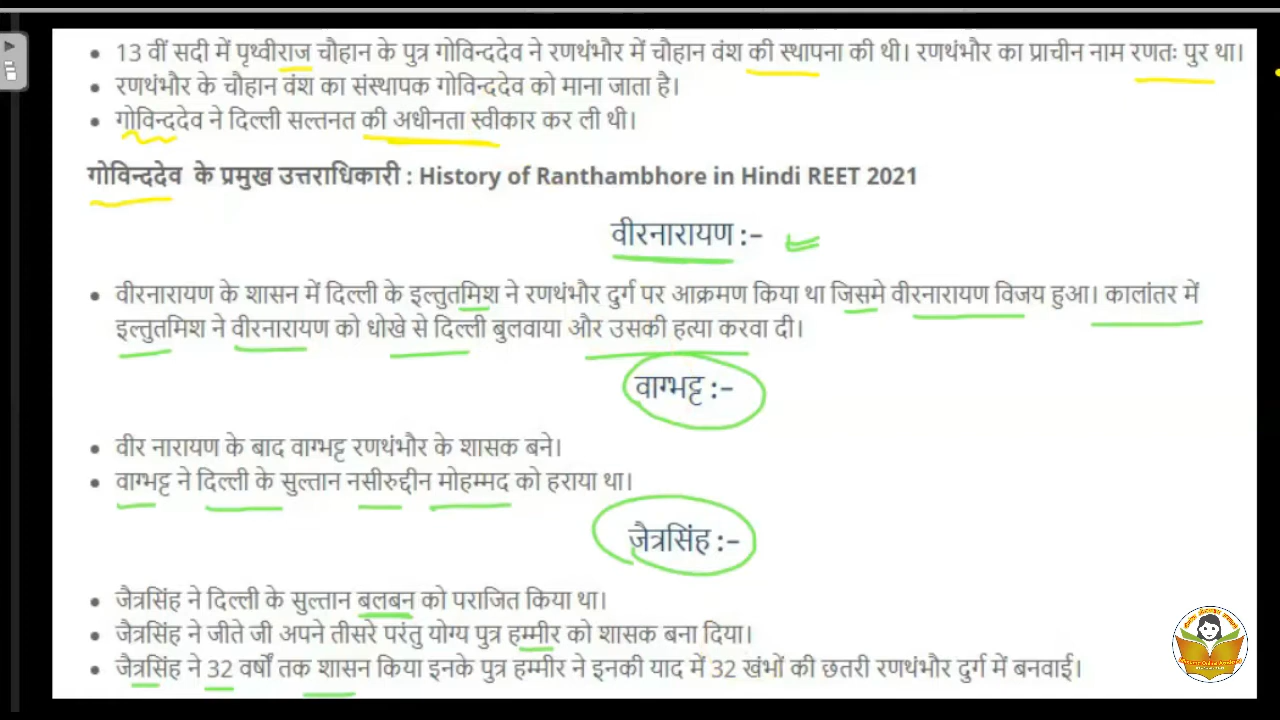 13 वीं सदी में पृथ्वीराज चौहान के पुत्र गोविन्ददेव ने रणथंभौर में चौहान वंश की स्थापना की थी। रणथंभौर का प्राचीन नाम रणतः पुर था।
रणथंभौर के चौहान वंश का संस्थापक गोविन्ददेव को माना जाता है।
गोविन्ददेव ने दिल्ली सल्तनत की अधीनता स्वीकार कर ली थी।
गोविन्ददेव के प्रमुख उत्तराधिकारी : History of Ranthambhore in Hindi REET 2021
वीरनारायण :–
वीरनारायण के शासन में दिल्ली के इल्तुतमिश ने रणथंभौर दुर्ग पर आक्रमण किया था जिसमे वीरनारायण विजय हुआ। कालांतर में
इल्तुतमिश ने वीरनारायण को धोखे से दिल्ली बुलवाया और उसकी हत्या करवा दी।
वाग्भट्ट :–
वीर नारायण के बाद वाग्भट्ट रणथंभौर के शासक बने।
वाग्भट्ट ने दिल्ली के सुल्तान नसीरुद्दीन मोहम्मद को हराया था।
जैत्रसिंह :–
जैत्रसिंह ने दिल्ली के सुल्तान बलबन को पराजित किया था।
जैत्रसिंह ने जीते जी अपने तीसरे परंतु योग्य पुत्र हम्मीर को शासक बना दिया।
जैत्रसिंह ने 32 वर्षों तक शासन किया इनके पुत्र हम्मीर ने इनकी याद में 32 खंभों की छतरी रणथंभौर दुर्ग में बनवाई।